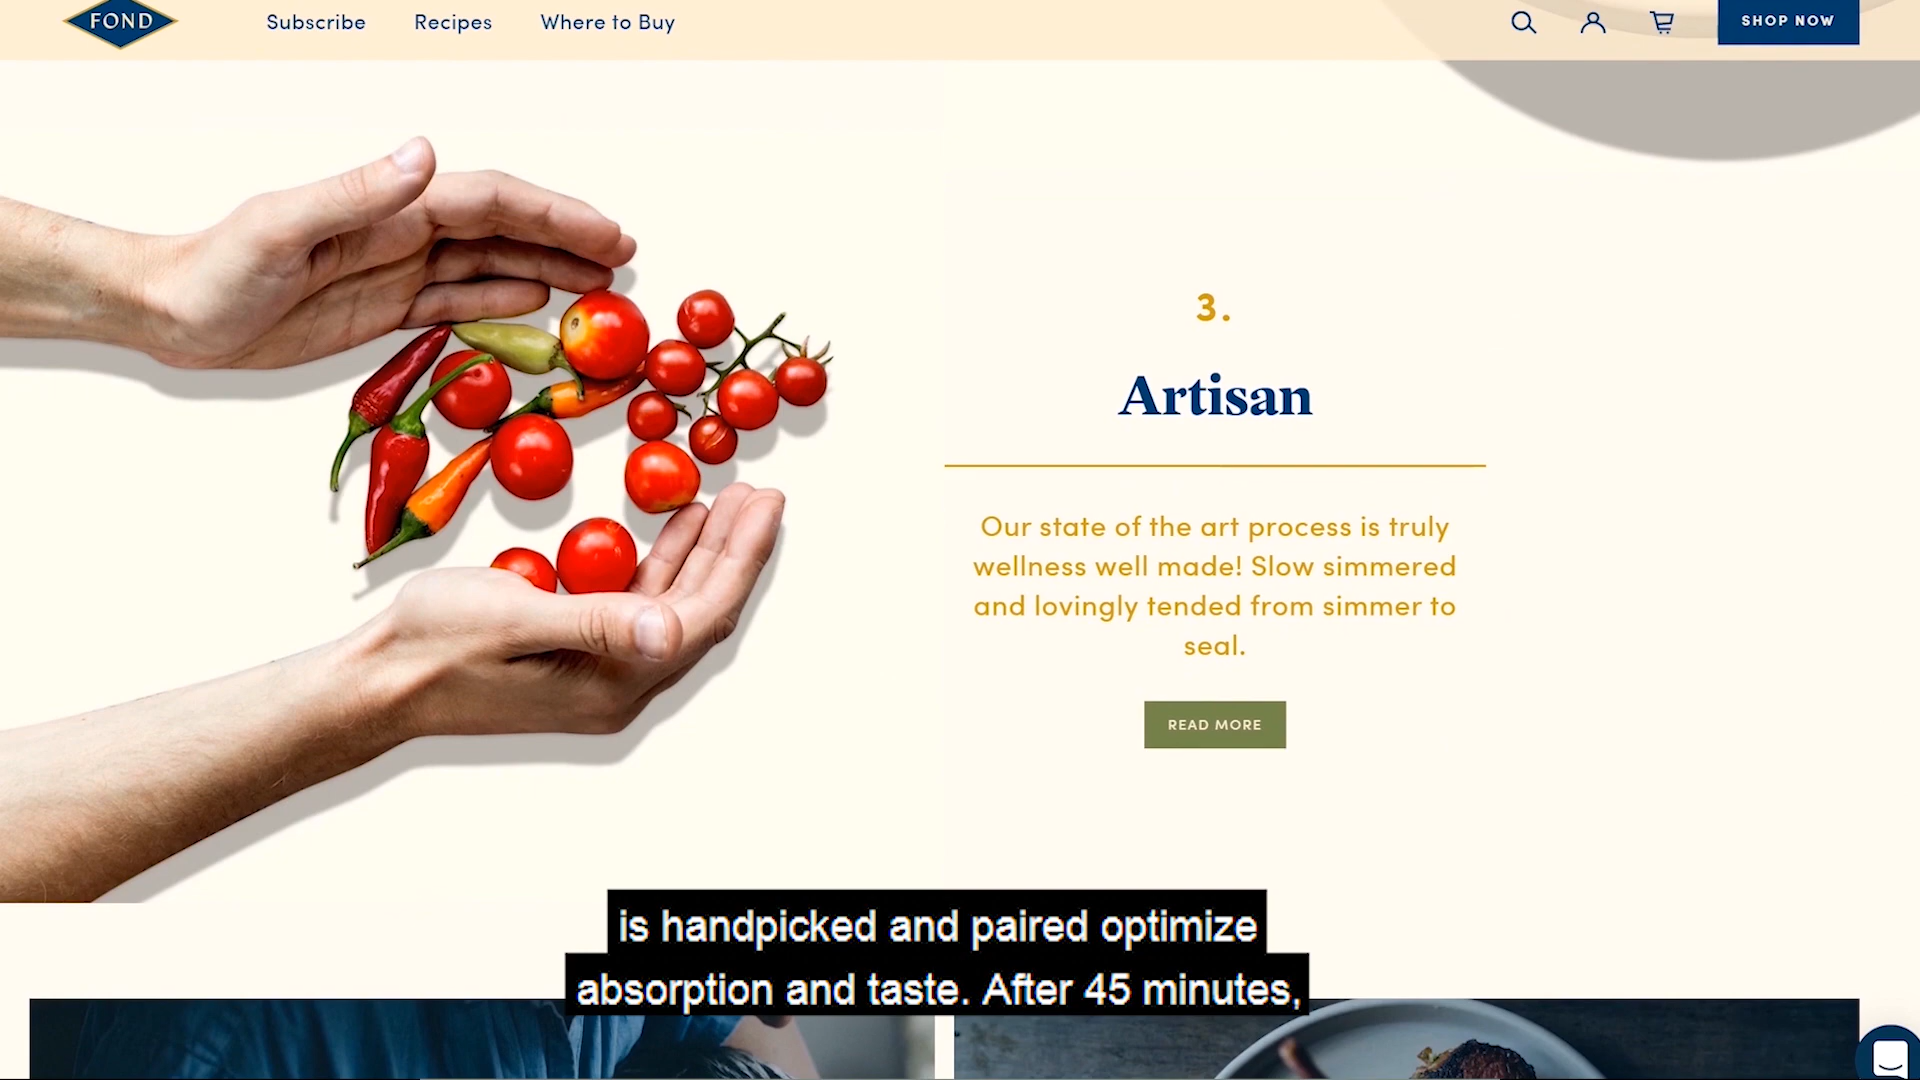 FOND
Subscribe
Recipes
Where to Buy
SHOP NOW
3.
Artisan
Our state of the art process is truly
wellness well made! Slow simmered
and lovingly tended from simmer to
seal.
READ MORE
is handpicked and paired optimize
absorption and taste. After 45 minutes,